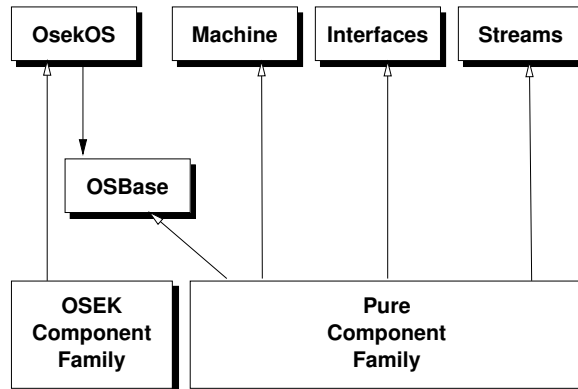 OsekOS
Machine
Interfaces
Streams
OSBase
OSEK
Component
Family
Pure
Component
Family